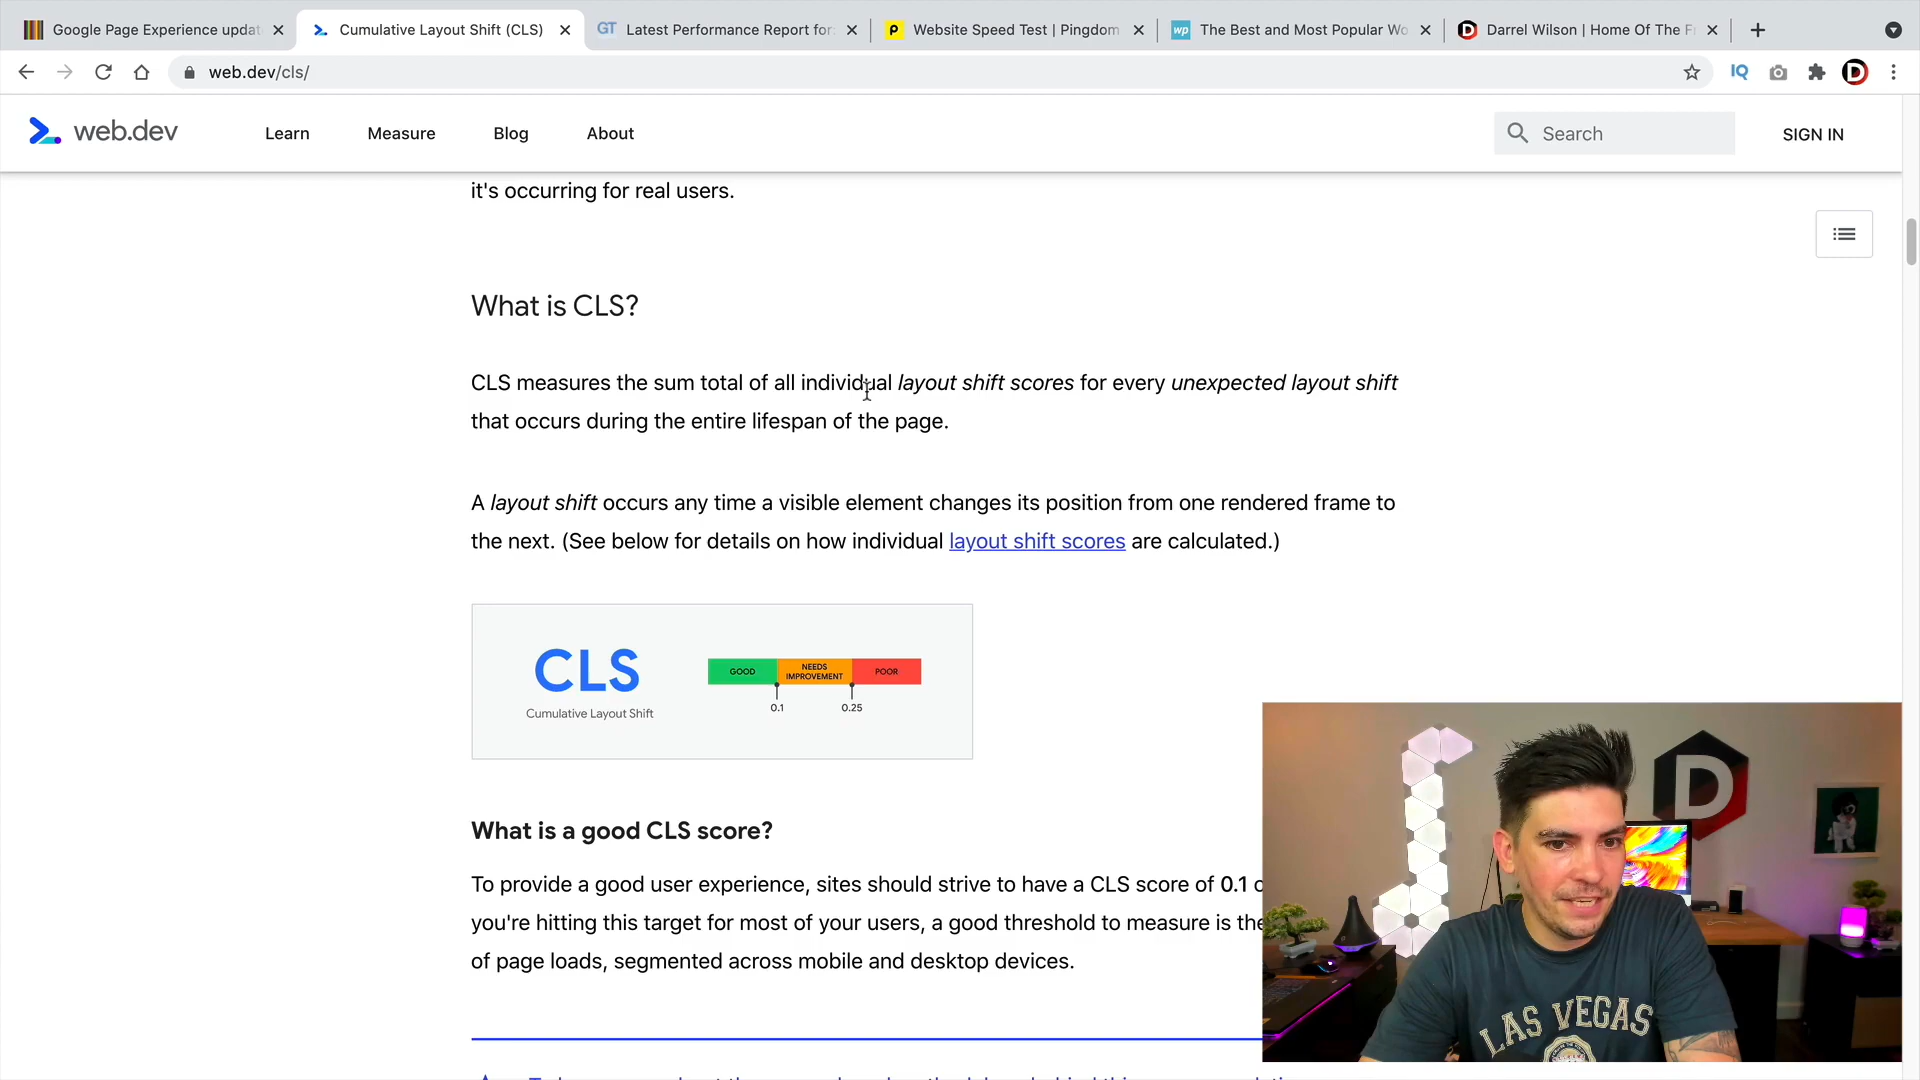 Google Page Experience updat
Cumulative Layout Shift (CLS)
GT
Latest Performance Report for
Website Speed Test | Pingdom
wp
The Best and Most Popular Wo
D
Darrel Wilson | Home Of The F
web.dev/cls/
IQ
D
web.dev
Learn
Measure
Blog
About
Search
SIGN IN
it's occurring for real users.
What is CLS?
CLS measures the sum total of all individual layout shift scores for every unexpected layout shift
that occurs during the entire lifespan of the page.
A layout shift occurs any time a visible element changes its position from one rendered frame to
the next. (See below for details on how individual layout shift scores are calculated.)
CLS
Cumulative Layout Shift
GOOD
NEEDS
IMPROVEMENT
POOR
0.1
0.25
What is a good CLS score?
To provide a good user experience, sites should strive to have a CLS score of 0.1
you're hitting this target for most of your users, a good threshold to measure is the
of page loads, segmented across mobile and desktop devices.
D
LAS VEGAS